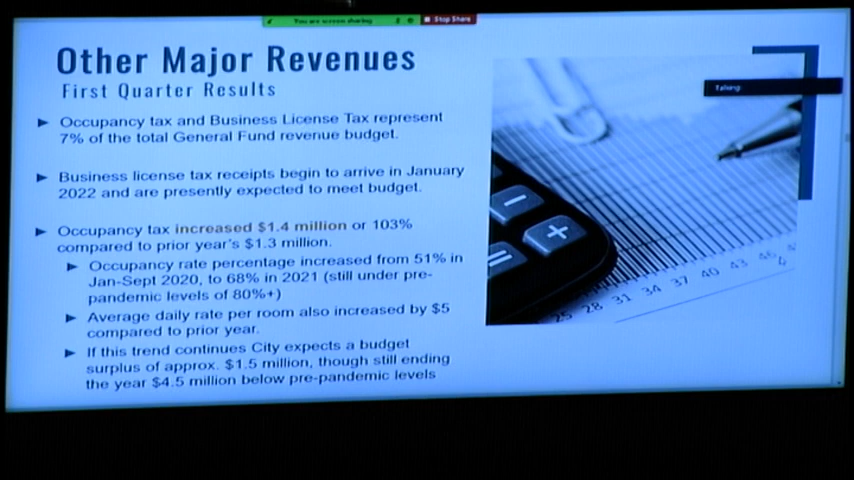 You are screen sharing
Stop Share
Other Major Revenues
First Quarter Results
Talking:
► Occupancy tax and Business License Tax represent
7% of the total General Fund revenue budget.
► Business license tax receipts begin to arrive in January
2022 and are presently expected to meet budget.
► Occupancy tax increased $1.4 million or 103%
compared to prior year's $1.3 million.
► Occupancy rate percentage increased from 51% in
Jan-Sept 2020, to 68% in 2021 (still under pre-
pandemic levels of 80%+)
► Average daily rate per room also increased by $5
compared to prior year.
► If this trend continues City expects a budget
surplus of approx. $1.5 million, though still ending
the year $4.5 million below pre-pandemic levels
25 28 31 34 37 40 43 46